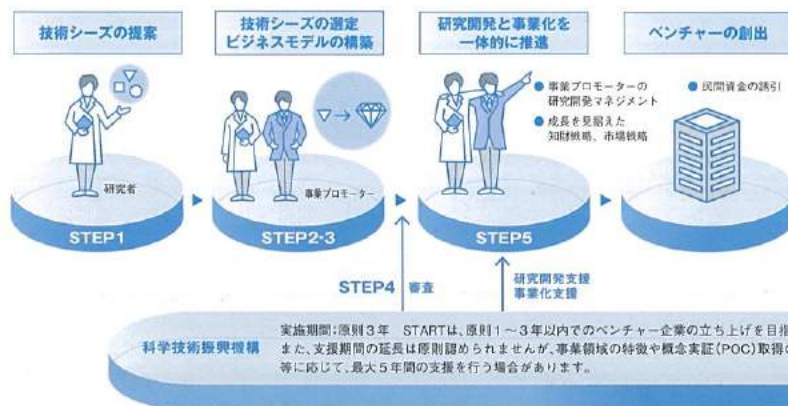 技術シーズの提案
技術シーズの選定
ビジネスモデルの構築
研究開発と事業化を
一体的に推進
ベンチャーの創出
研究者
事業プロモーター
● 事業プロモーターの
研究開発マネジメント
● 成長を見据えた
知財戦略、市場戦略
● 民間資金の誘引
STEP1
STEP2・3
STEP5
STEP4
審査
研究開発支援
事業化支援
科学技術振興機構
実施期間:原則3年 STARTは、原則1〜3年以内でのベンチャー企業の立ち上げを目指
また、支援期間の延長は原則認められませんが、事業領域の特徴や概念実証(POC)取得の
等に応じて、最大5年間の支援を行う場合があります。